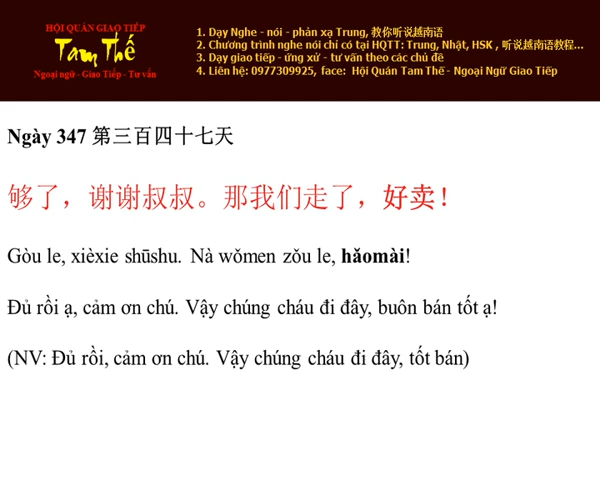 HỘI QUÁN GIAO TIẾP
Tam Thế
Ngoại ngữ - Giao Tiếp - Tư vấn
1. Dạy Nghe - nói - phản xạ Trung, 教你听说越南语
2. Chương trình nghe nói chỉ có tại HQTT: Trung, Nhật, HSK , 听说越南语教程...
3. Dạy giao tiếp - ứng xử - tư vấn theo các chủ đề
4. Liên hệ: 0977309925, face: Hội Quán Tam Thế - Ngoại Ngữ Giao Tiếp
Ngày 347 第三百四十七天
够了，谢谢叔叔。那我们走了，好卖！
Gòu le, xièxie shūshu. Nà wǒmen zǒu le, hǎomài!
Đủ rồi ạ, cảm ơn chú. Vậy chúng cháu đi đây, buôn bán tốt ạ!
(NV: Đủ rồi, cảm ơn chú. Vậy chúng cháu đi đây, tốt bán)